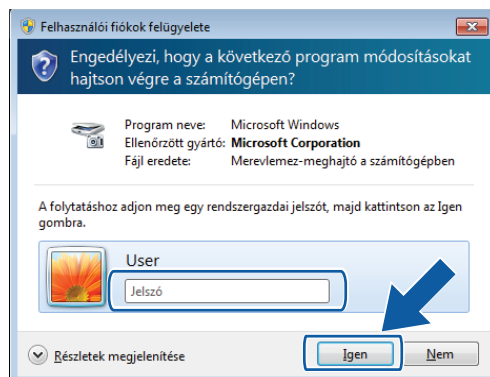 Felhasználói fiókok felügyelete
Engedélyezi, hogy a következő program módosításokat
hajtson végre a számítógépen?
Program neve: Microsoft Windows
Ellenőrzött gyártó: Microsoft Corporation
Fájl eredete: Merevlemez-meghajtó a számítógépben
A folytatáshoz adjon meg egy rendszergazdai jelszót, majd kattintson az Igen
gombra.
User
Jelszó
Részletek megjelenítése Igen Nem